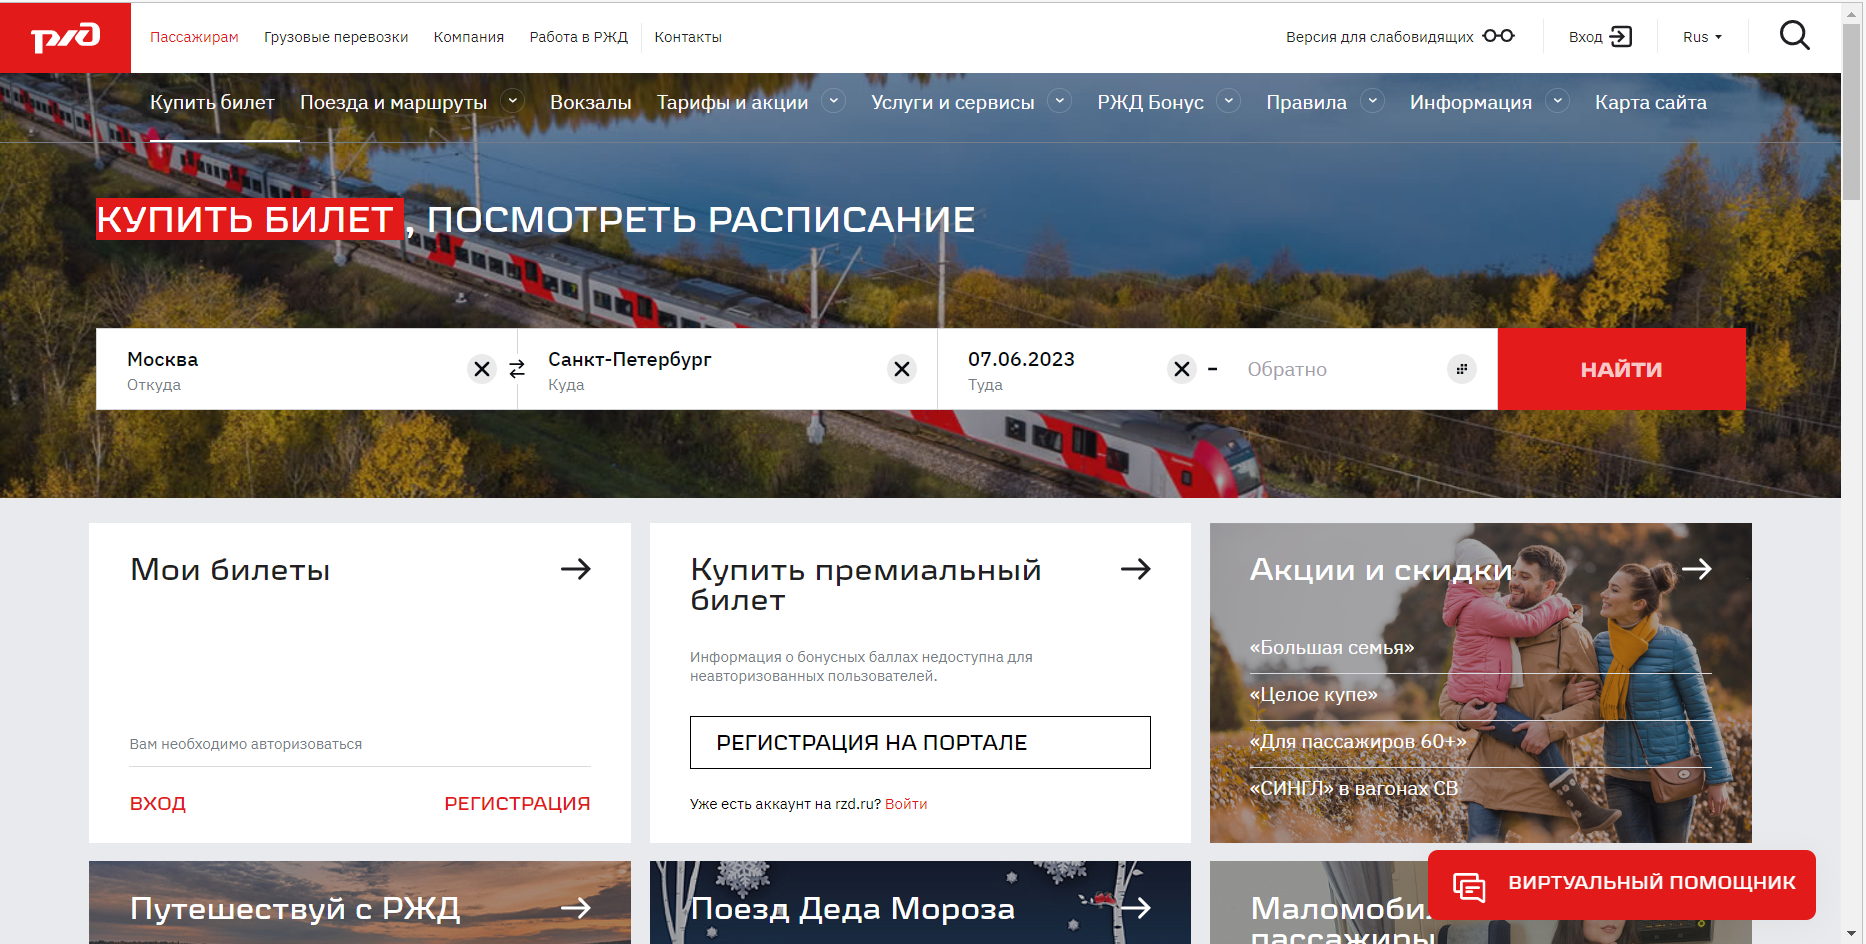 ржд
Пассажирам Грузовые перевозки Компания Работа в РЖД Контакты Версия для слабовидящих Вход Rus
Купить билет Поезда и маршруты Вокзалы Тарифы и акции Услуги и сервисы РЖД Бонус Правила Информация Карта сайта
КУПИТЬ БИЛЕТ , ПОСМОТРЕТЬ РАСПИСАНИЕ
Москва
Откуда
Санкт-Петербург
Куда
07.06.2023
Туда
–
Обратно
НАЙТИ
Мои билеты
Вам необходимо авторизоваться
ВХОД РЕГИСТРАЦИЯ
Купить премиальный
билет
Информация о бонусных баллах недоступна для
неавторизованных пользователей.
РЕГИСТРАЦИЯ НА ПОРТАЛЕ
Уже есть аккаунт на rzd.ru? Войти
Акции и скидки
«Большая семья»
«Целое купе»
«Для пассажиров 60+»
«СИНГЛ» в вагонах СВ
Путешествуй с РЖД
Поезд Деда Мороза
пассажиры
ВИРТУАЛЬНЫЙ ПОМОЩНИК